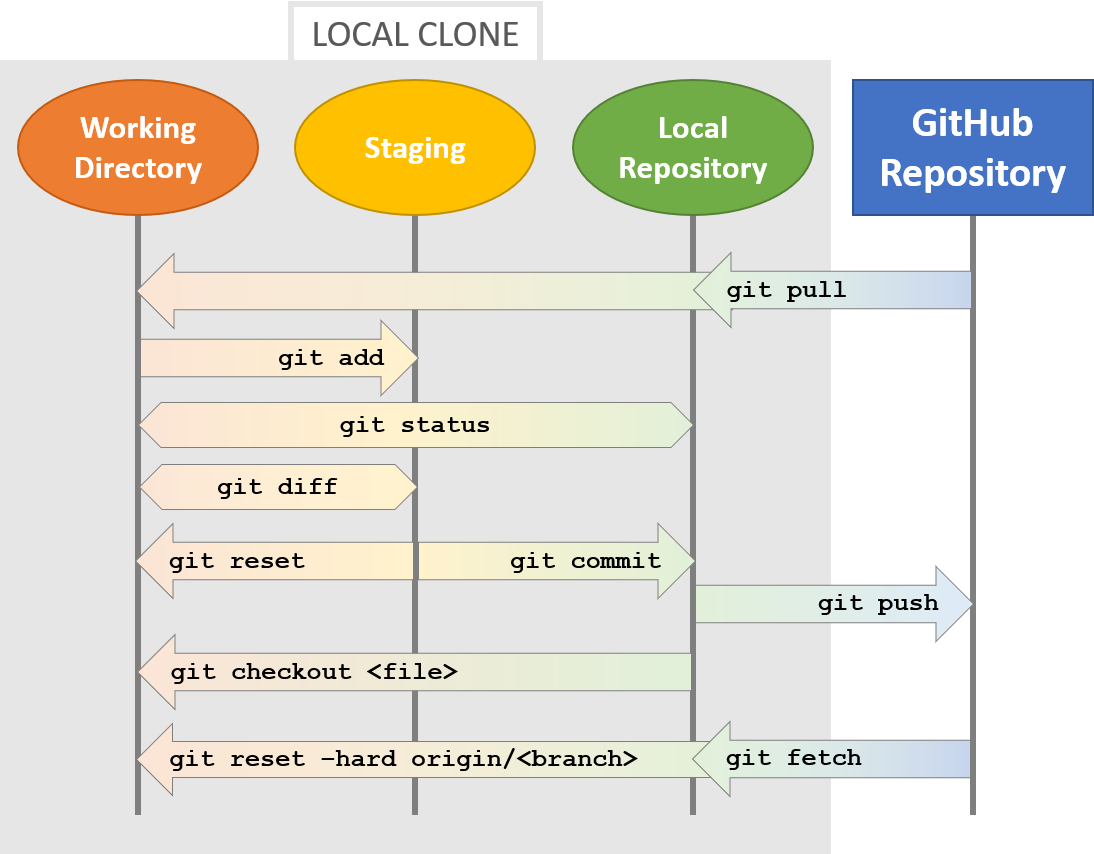 LOCAL CLONE
Working
Directory
Staging
Local
Repository
GitHub
Repository
git pull
git add
git status
git diff
git reset
git commit
git push
git checkout <file>
git reset –hard origin/<branch>
git fetch